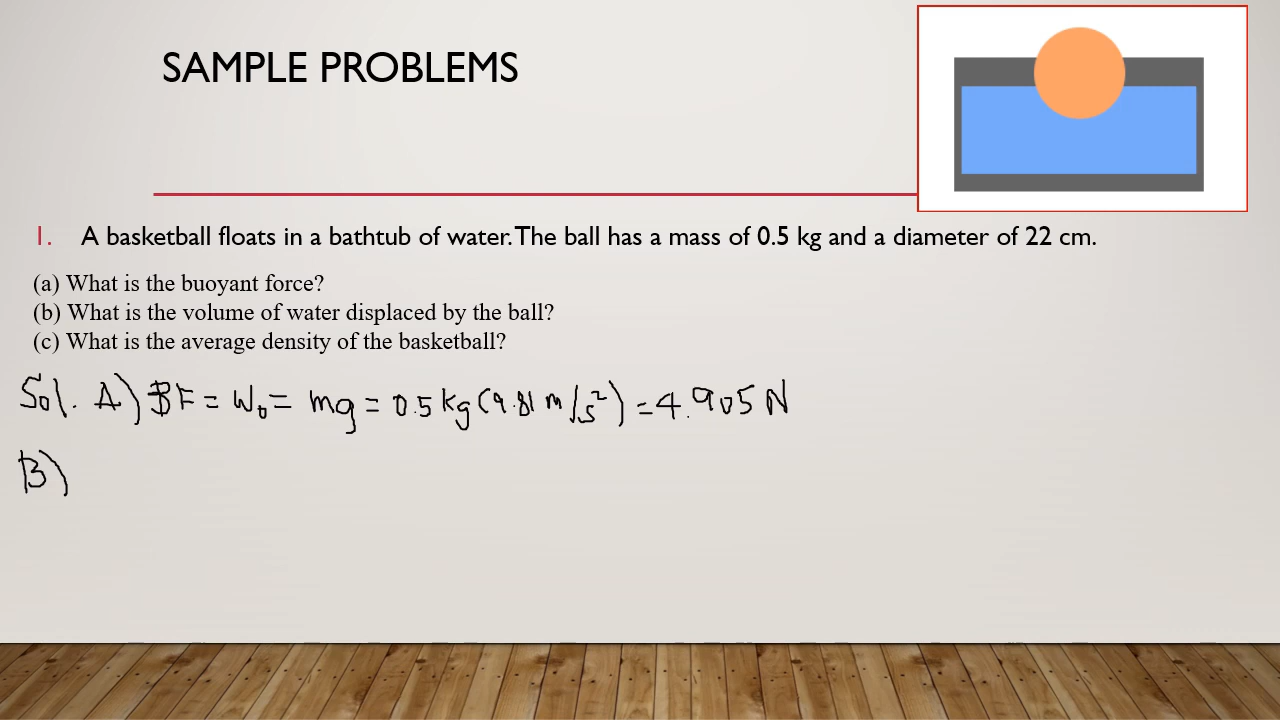 SAMPLE PROBLEMS
1. A basketball floats in a bathtub of water. The ball has a mass of 0.5 kg and a diameter of 22 cm.
(a) What is the buoyant force?
(b) What is the volume of water displaced by the ball?
(c) What is the average density of the basketball?
Sol. A) BF = W₀ = mg = 0.5 kg (9.81 m/s²) = 4.905 N
B)